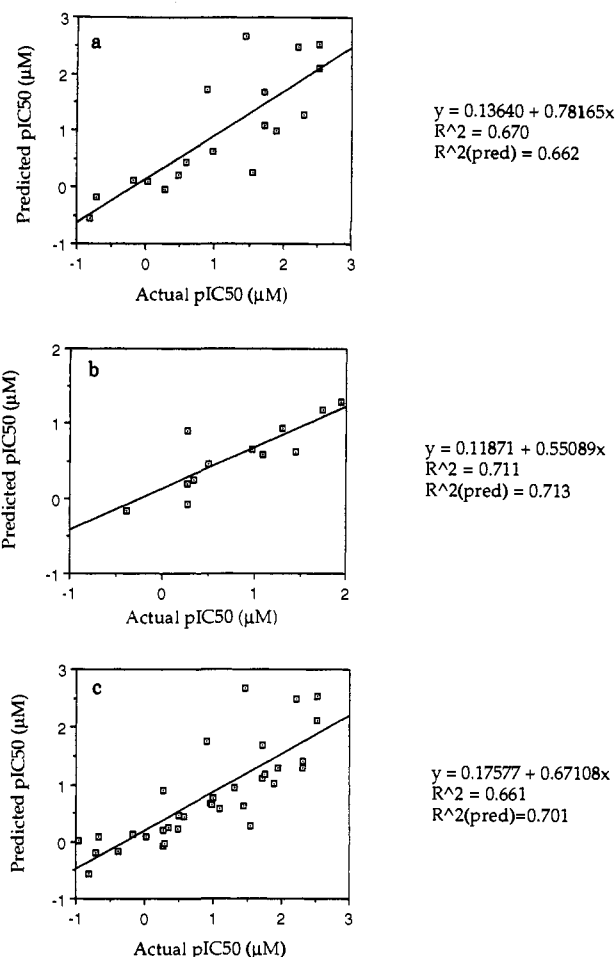 a
3
2
1
0
-1
-1 0 1 2 3
Predicted pIC50 (μM)
Actual pIC50 (μM)
y = 0.13640 + 0.78165x
R^2 = 0.670
R^2(pred) = 0.662
b
2
1
0
-1
-1 0 1 2
Predicted pIC50 (μM)
Actual pIC50 (μM)
y = 0.11871 + 0.55089x
R^2 = 0.711
R^2(pred) = 0.713
c
3
2
1
0
-1
-1 0 1 2 3
Predicted pIC50 (μM)
Actual pIC50 (μM)
y = 0.17577 + 0.67108x
R^2 = 0.661
R^2(pred)=0.701